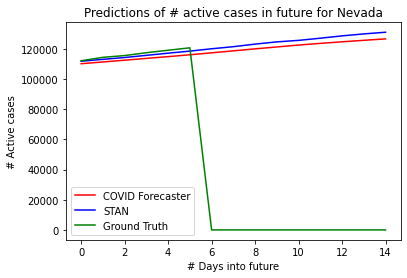 Predictions of # active cases in future for Nevada
# Active cases
120000
100000
80000
60000
40000
20000
0
COVID Forecaster
STAN
Ground Truth
0 2 4 6 8 10 12 14
# Days into future